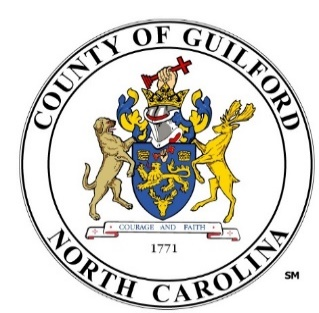 COUNTY OF GUILFORD
COURAGE AND FAITH
1771
NORTH CAROLINA
SM